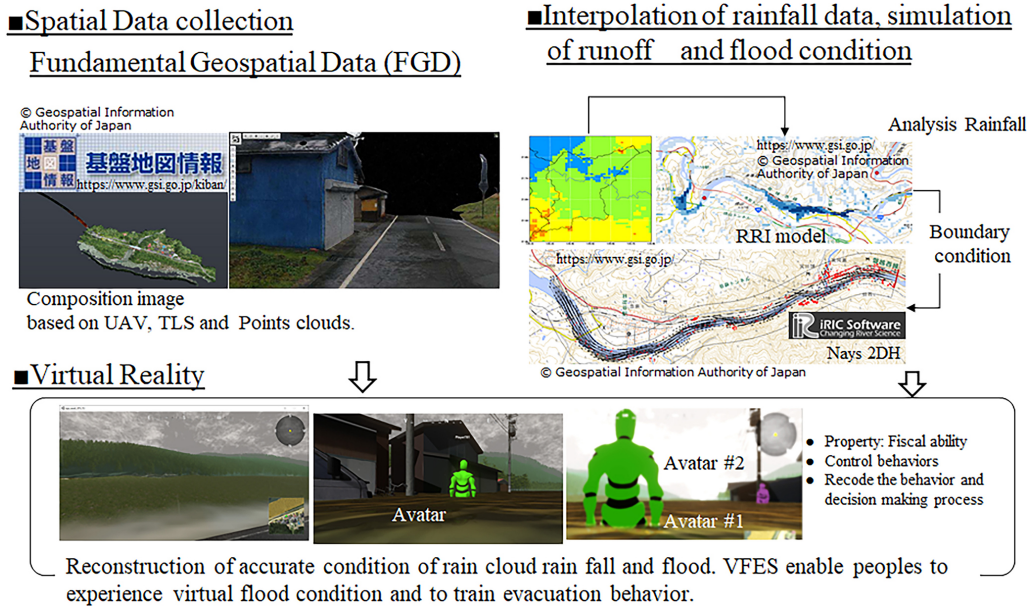 ■Spatial Data collection
Fundamental Geospatial Data (FGD)
© Geospatial Information
Authority of Japan
基盤
地図
情報
基盤地図情報
https://www.gsi.go.jp/kiban/
Composition image
based on UAV, TLS and Points clouds.
■Interpolation of rainfall data, simulation
of runoff and flood condition
Analysis Rainfall
https://www.gsi.go.jp/
© Geospatial Information
Authority of Japan
RRI model
Boundary
condition
https://www.gsi.go.jp/
iRIC Software
Changing River Science
Nays 2DH
© Geospatial Information Authority of Japan
■Virtual Reality
Avatar
Avatar #2
Avatar #1
● Property: Fiscal ability
● Control behaviors
● Recode the behavior and
decision making process
Reconstruction of accurate condition of rain cloud rain fall and flood. VFES enable peoples to
experience virtual flood condition and to train evacuation behavior.